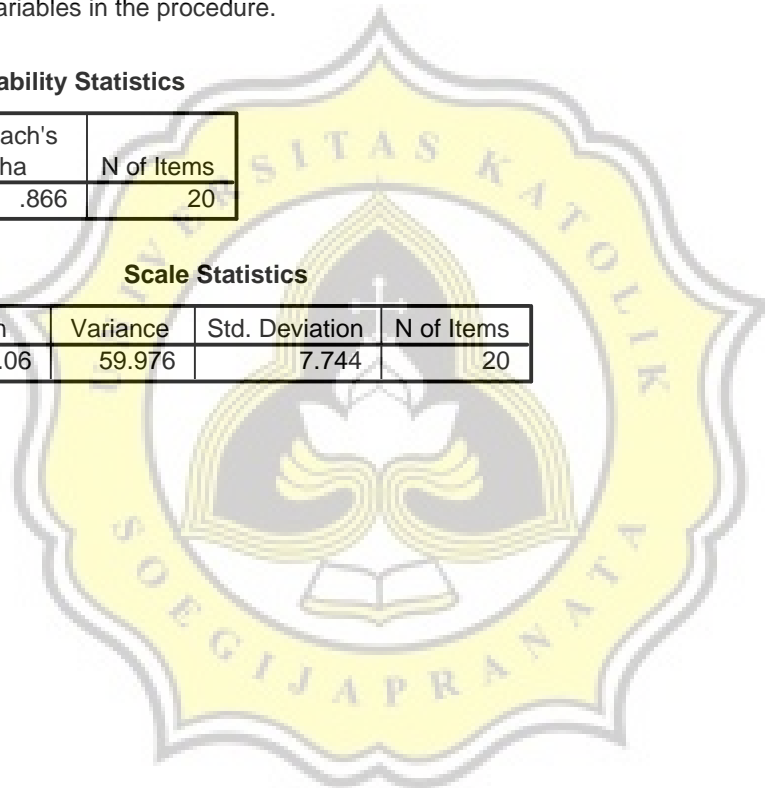 ariables in the procedure.
ability Statistics
ach's
ha N of Items
.866 20
Scale Statistics
n Variance Std. Deviation N of Items
.06 59.976 7.744 20
UNIVERSITAS KATOLIK
SOEGIJAPRANATA